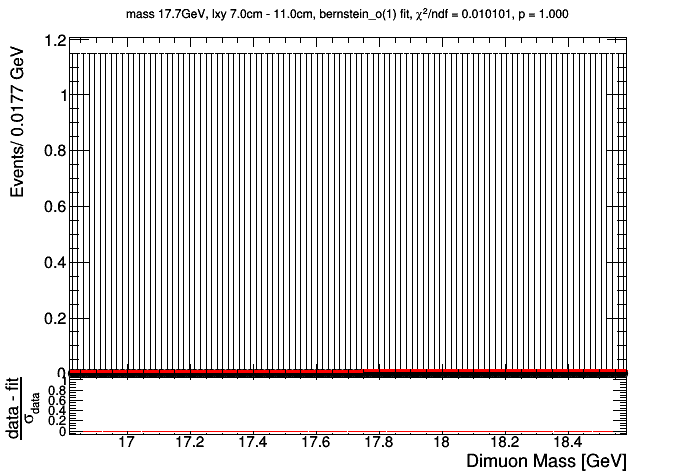 mass 17.7GeV, lxy 7.0cm - 11.0cm, bernstein_o(1) fit, χ²/ndf = 0.010101, p = 1.000
Events/ 0.0177 GeV
1.2
1
0.8
0.6
0.4
0.2
0
data - fit
σdata
1
0.8
0.6
0.4
0.2
0
17 17.2 17.4 17.6 17.8 18 18.2 18.4
Dimuon Mass [GeV]